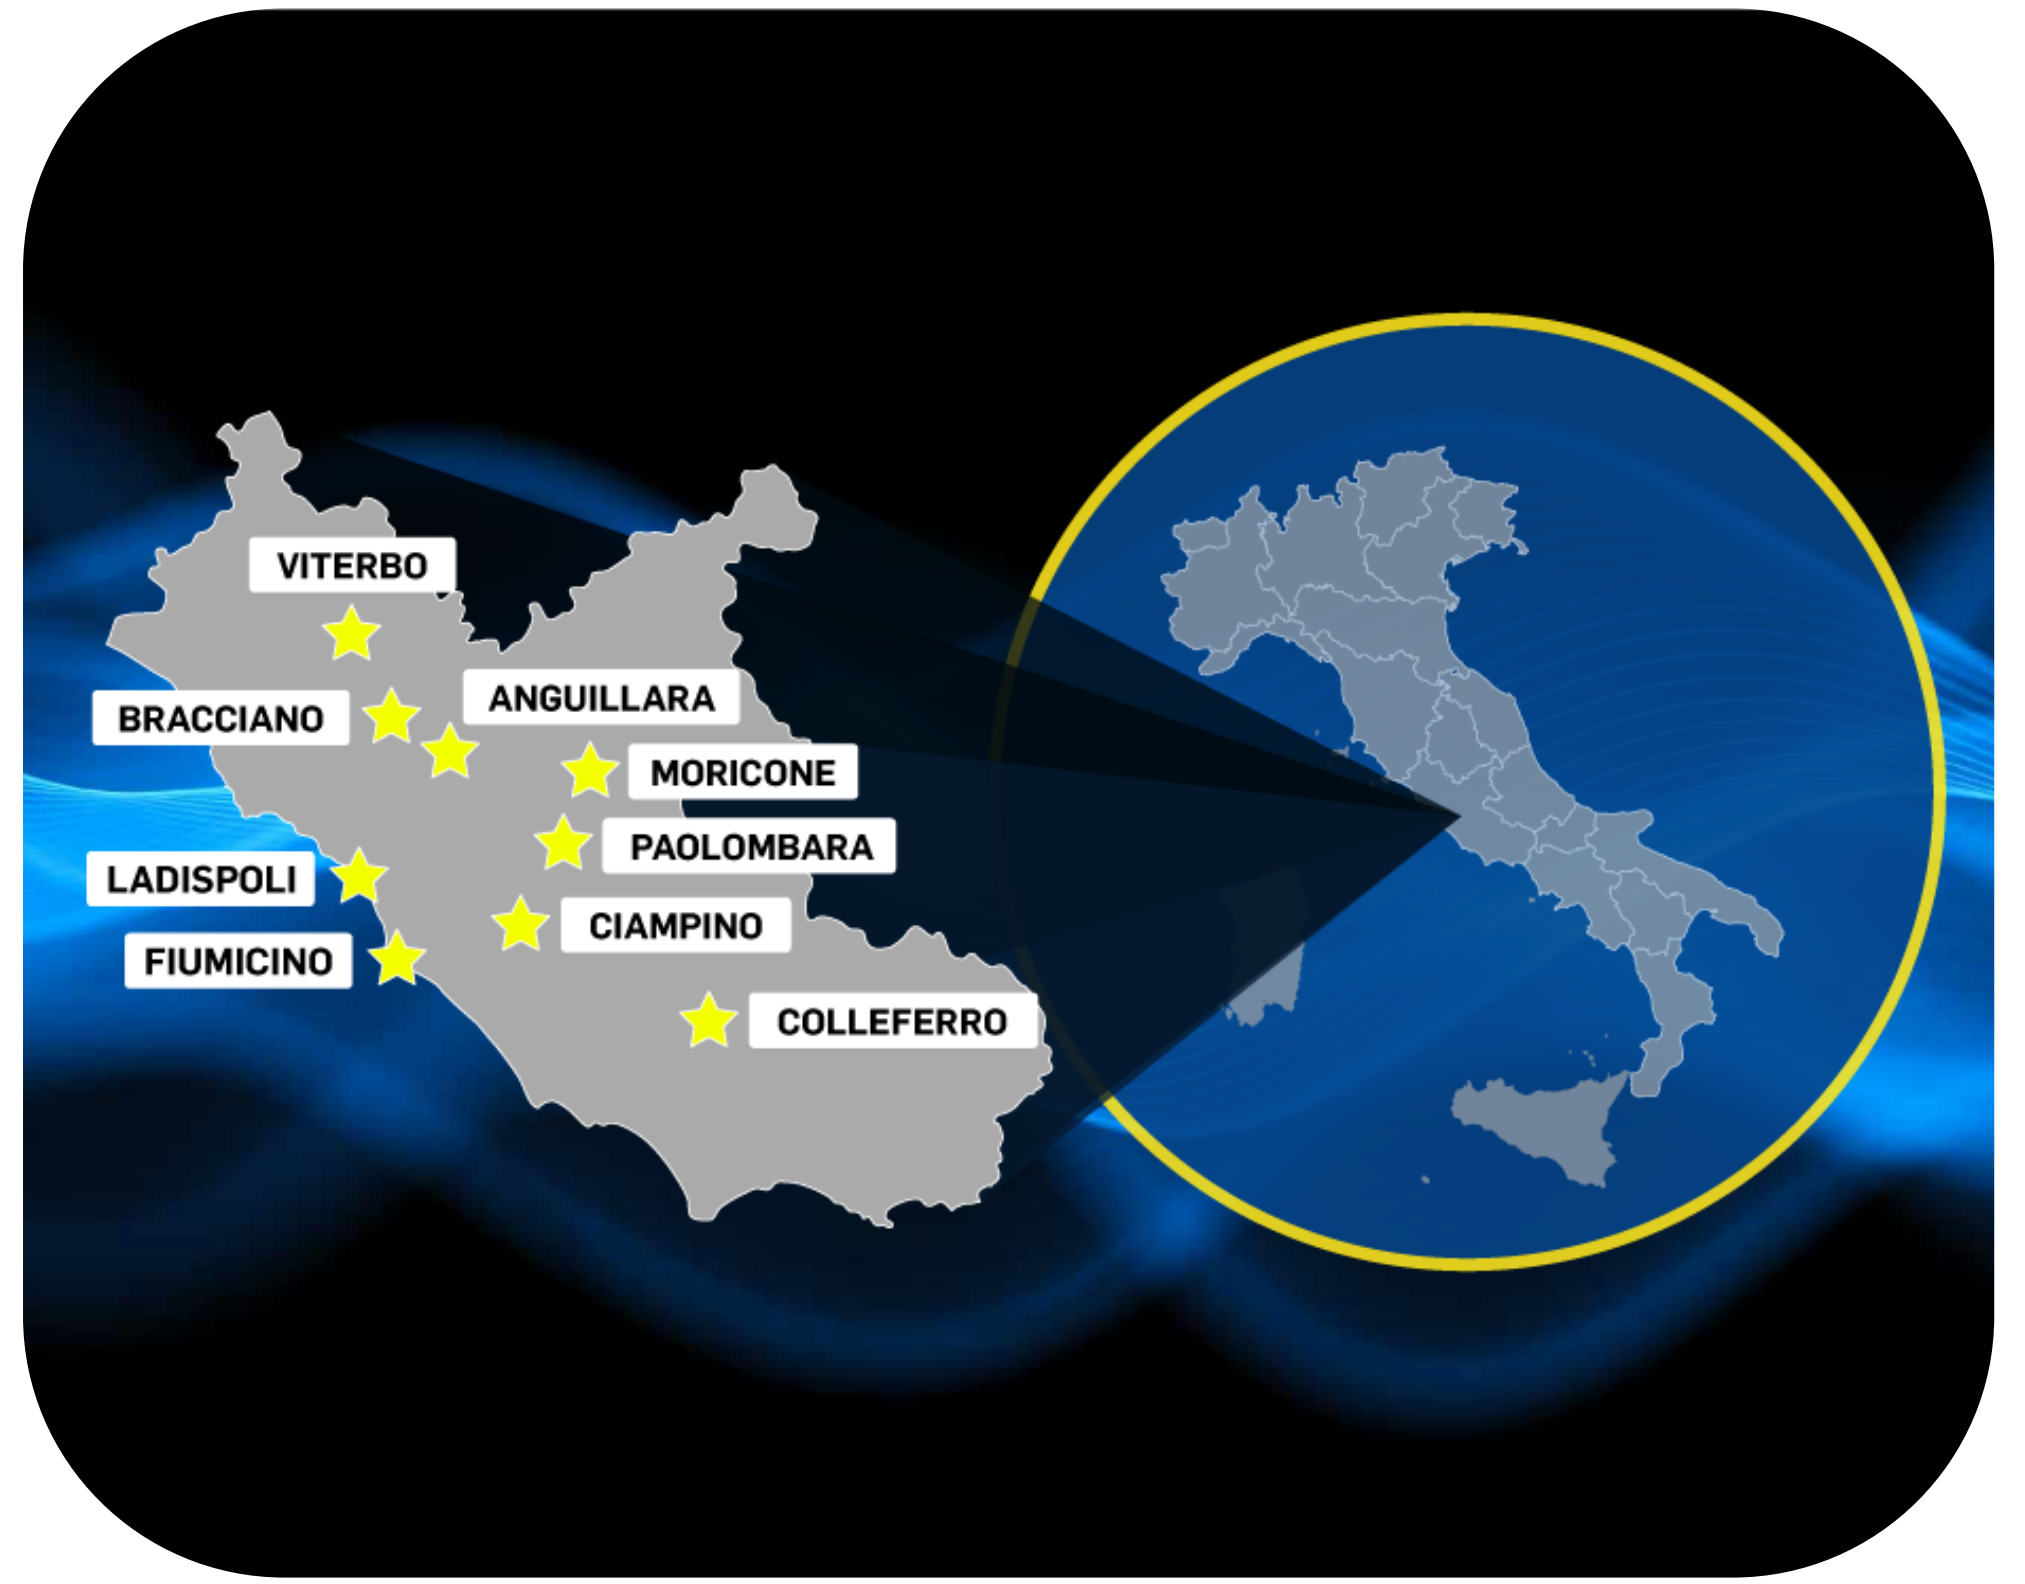 VITERBO
ANGUILLARA
BRACCIANO
MORICONE
PAOLOMBARA
LADISPOLI
CIAMPINO
FIUMICINO
COLLEFERRO